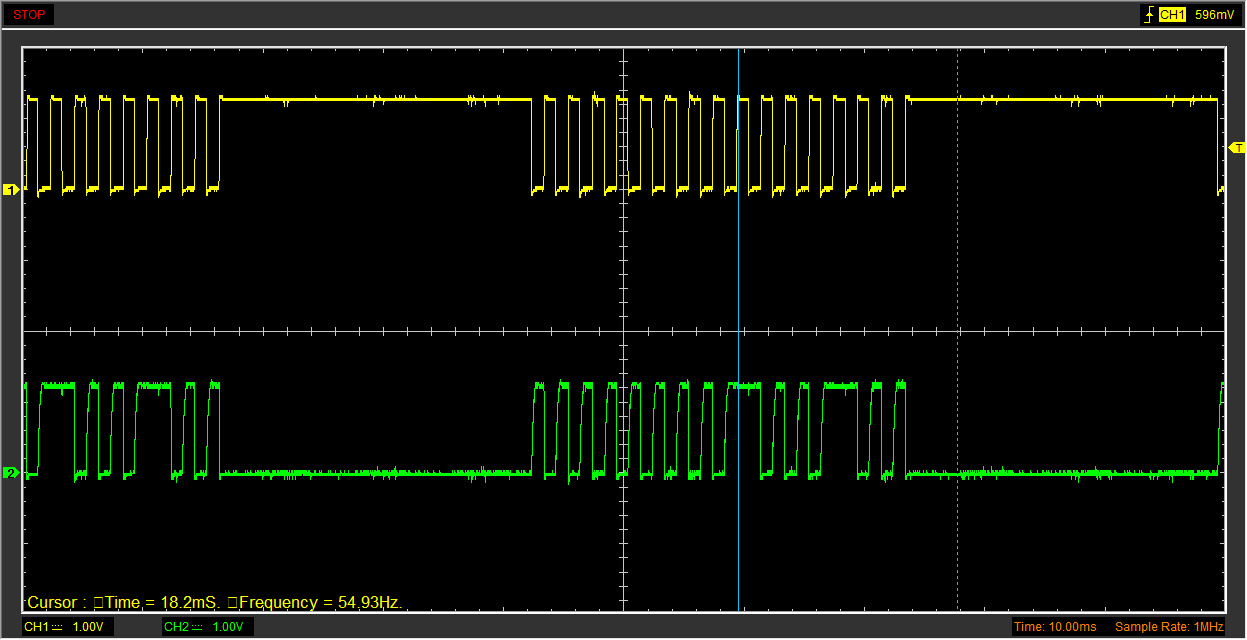 STOP
CH1 596mV
T
1
2
Cursor : □Time = 18.2mS. □Frequency = 54.93Hz.
CH1 1.00V CH2 1.00V Time: 10.00ms Sample Rate: 1MHz